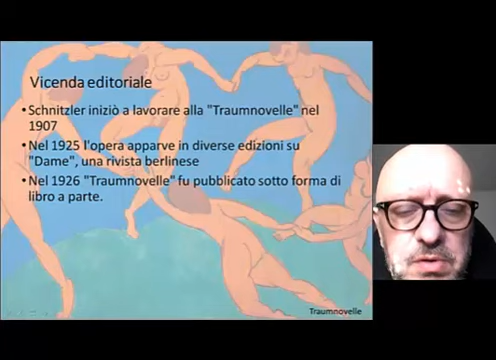 Vicenda editoriale
• Schnitzler iniziò a lavorare alla "Traumnovelle" nel
1907
• Nel 1925 l'opera apparve in diverse edizioni su
"Dame", una rivista berlinese
• Nel 1926 "Traumnovelle" fu pubblicato sotto forma di
libro a parte.
Traumnovelle